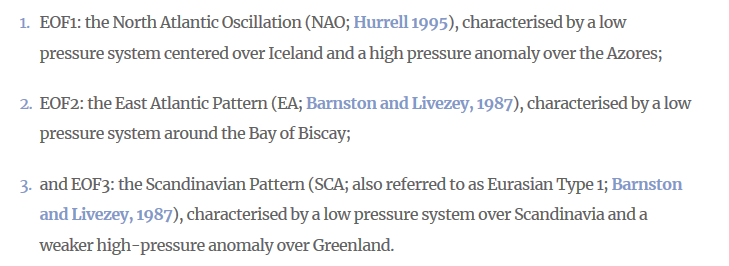 1. EOF1: the North Atlantic Oscillation (NAO; Hurrell 1995), characterised by a low
pressure system centered over Iceland and a high pressure anomaly over the Azores;
2. EOF2: the East Atlantic Pattern (EA; Barnston and Livezey, 1987), characterised by a low
pressure system around the Bay of Biscay;
3. and EOF3: the Scandinavian Pattern (SCA; also referred to as Eurasian Type 1; Barnston
and Livezey, 1987), characterised by a low pressure system over Scandinavia and a
weaker high-pressure anomaly over Greenland.